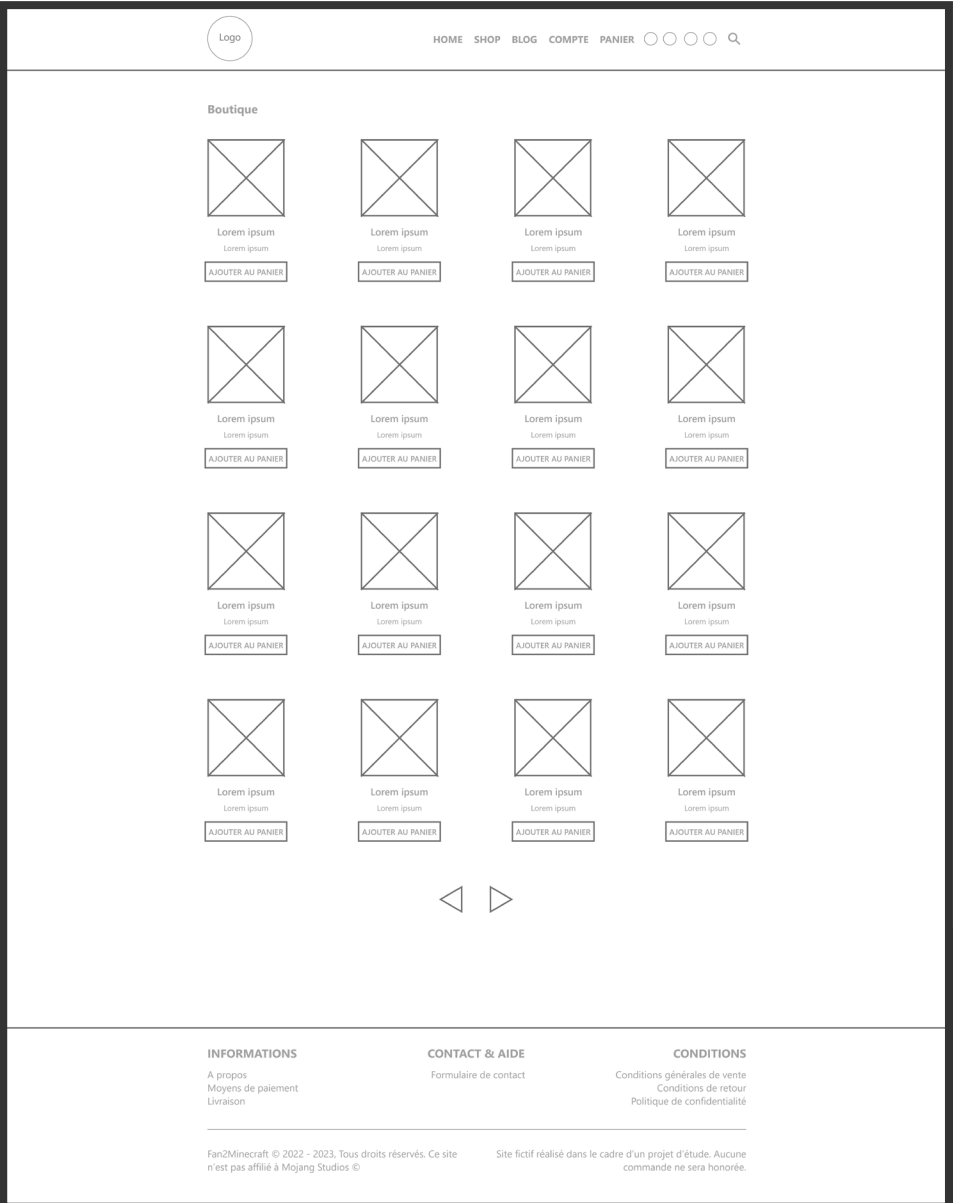 Logo
HOME SHOP BLOG COMPTE PANIER
Boutique
Lorem ipsum Lorem ipsum Lorem ipsum Lorem ipsum
Lorem ipsum Lorem ipsum Lorem ipsum Lorem ipsum
AJOUTER AU PANIER AJOUTER AU PANIER AJOUTER AU PANIER AJOUTER AU PANIER
Lorem ipsum Lorem ipsum Lorem ipsum Lorem ipsum
Lorem ipsum Lorem ipsum Lorem ipsum Lorem ipsum
AJOUTER AU PANIER AJOUTER AU PANIER AJOUTER AU PANIER AJOUTER AU PANIER
Lorem ipsum Lorem ipsum Lorem ipsum Lorem ipsum
Lorem ipsum Lorem ipsum Lorem ipsum Lorem ipsum
AJOUTER AU PANIER AJOUTER AU PANIER AJOUTER AU PANIER AJOUTER AU PANIER
Lorem ipsum Lorem ipsum Lorem ipsum Lorem ipsum
Lorem ipsum Lorem ipsum Lorem ipsum Lorem ipsum
AJOUTER AU PANIER AJOUTER AU PANIER AJOUTER AU PANIER AJOUTER AU PANIER
INFORMATIONS
A propos
Moyens de paiement
Livraison
CONTACT & AIDE
Formulaire de contact
CONDITIONS
Conditions générales de vente
Conditions de retour
Politique de confidentialité
Fan2Minecraft © 2022 - 2023, Tous droits réservés. Ce site
n'est pas affilié à Mojang Studios ©
Site fictif réalisé dans le cadre d'un projet d'étude. Aucune
commande ne sera honorée.